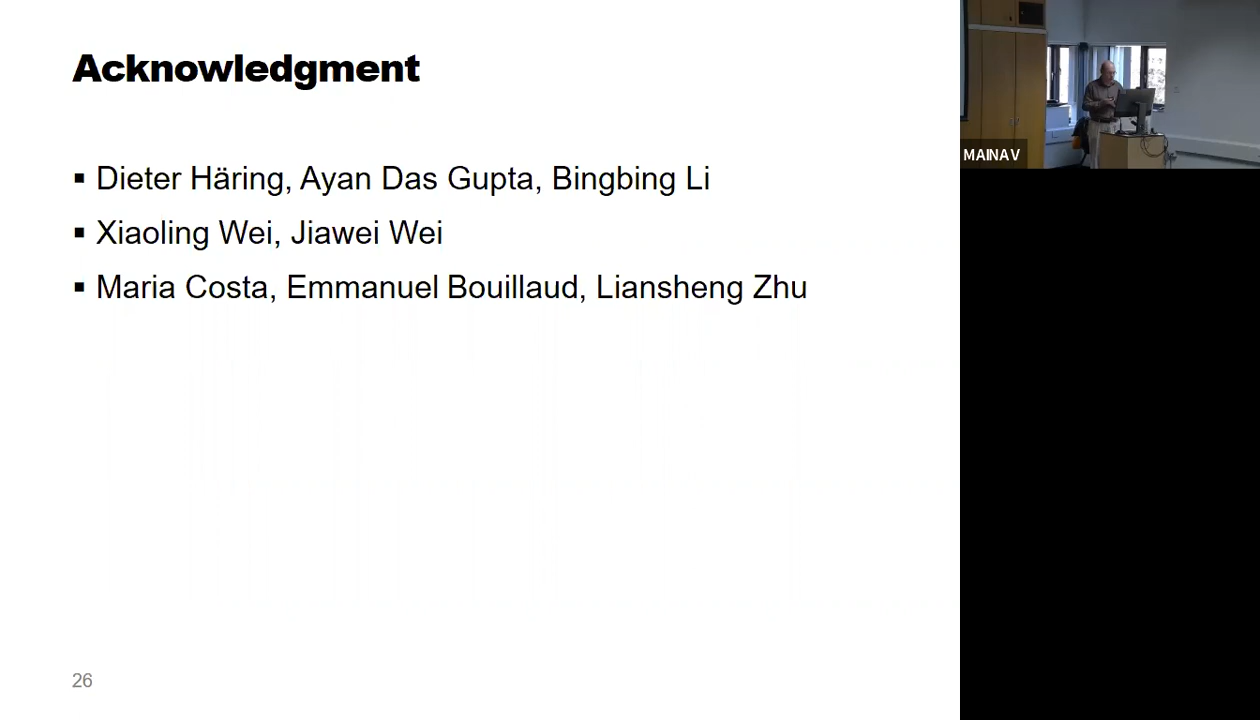 Acknowledgment
▪ Dieter Häring, Ayan Das Gupta, Bingbing Li
▪ Xiaoling Wei, Jiawei Wei
▪ Maria Costa, Emmanuel Bouillaud, Liansheng Zhu
26
MAINAV